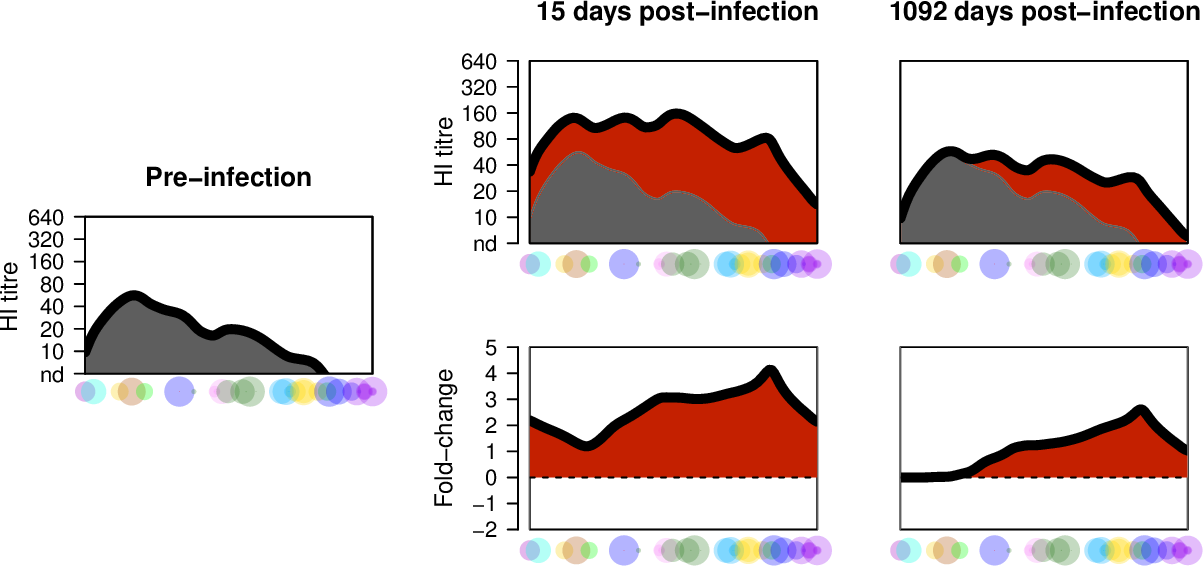 15 days post−infection
1092 days post−infection
640
320
160
80
40
20
10
nd
HI titre
Pre−infection
640
320
160
80
40
20
10
nd
HI titre
5
4
3
2
1
0
−1
−2
Fold−change